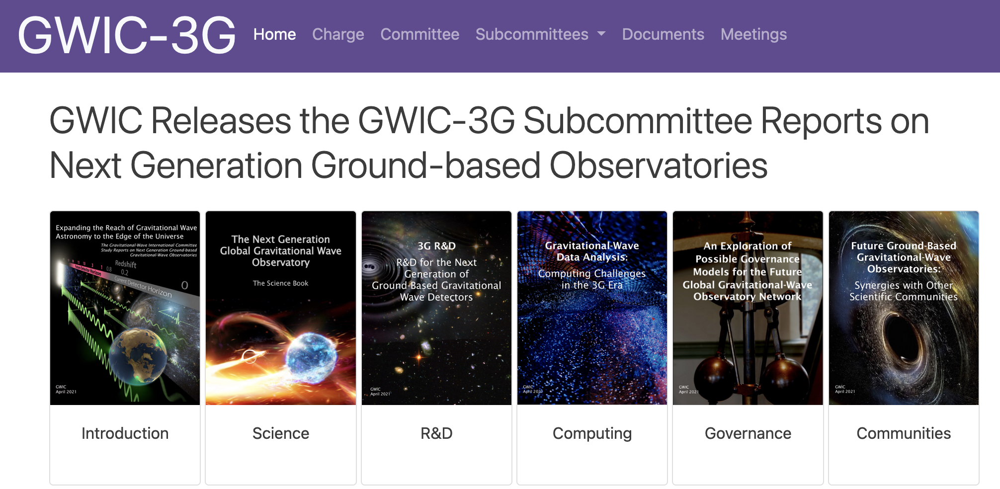 GWIC-3G
Home Charge Committee Subcommittees Documents Meetings
GWIC Releases the GWIC-3G Subcommittee Reports on
Next Generation Ground-based Observatories
Expanding the Reach of Gravitational Wave
Astronomy to the Edge of the Universe
The Gravitational-Wave International Committee
Study Reports on Next Generation Ground-based
Gravitational-Wave Observatories
Redshift
15 10 3 1 0.8 0.2 0
Future Detector Horizon
Current Detector Horizon
GWIC
April 2021
Introduction
The Next Generation
Global Gravitational Wave
Observatory
The Science Book
Science
3G R&D
R&D for the Next
Generation of
Ground-Based Gravitational
Wave Detectors
GWIC
April 2021
R&D
Gravitational-Wave
Data Analysis:
Computing Challenges
in the 3G Era
GWIC
April 2021
Computing
An Exploration of
Possible Governance
Models for the Future
Global Gravitational-Wave
Observatory Network
GWIC
April 2021
Governance
Future Ground-Based
Gravitational-Wave
Observatories:
Synergies with Other
Scientific Communities
GWIC
April 2021
Communities